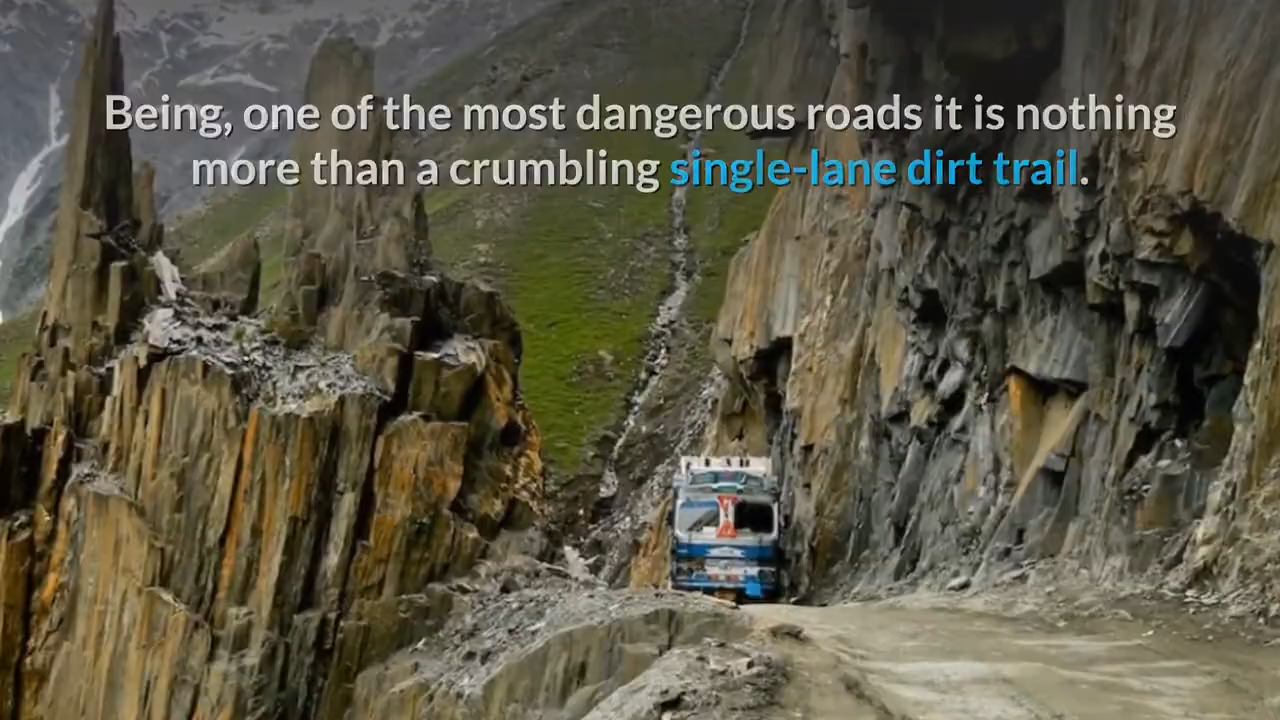 Being, one of the most dangerous roads it is nothing
more than a crumbling single-lane dirt trail.